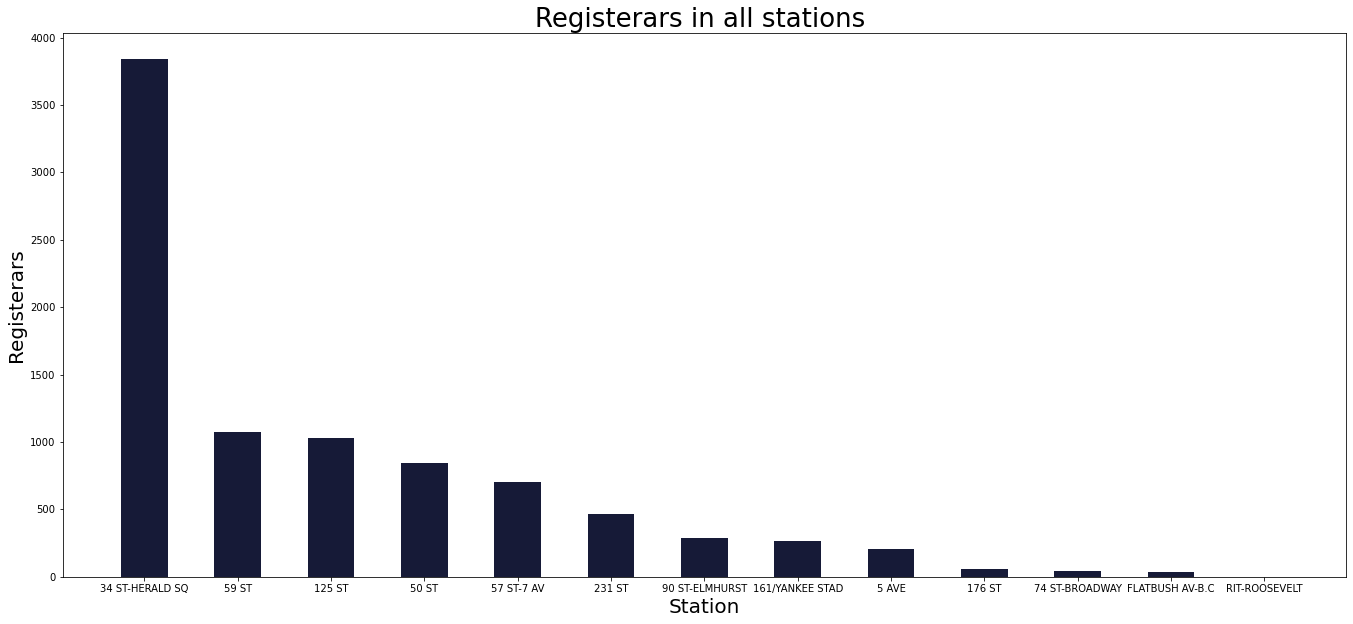 Registerars in all stations
Registerars
4000
3500
3000
2500
2000
1500
1000
500
0
34 ST-HERALD SQ 59 ST 125 ST 50 ST 57 ST-7 AV 231 ST 90 ST-ELMHURST 161/YANKEE STAD 5 AVE 176 ST 74 ST-BROADWAY FLATBUSH AV-B.C RIT-ROOSEVELT
Station